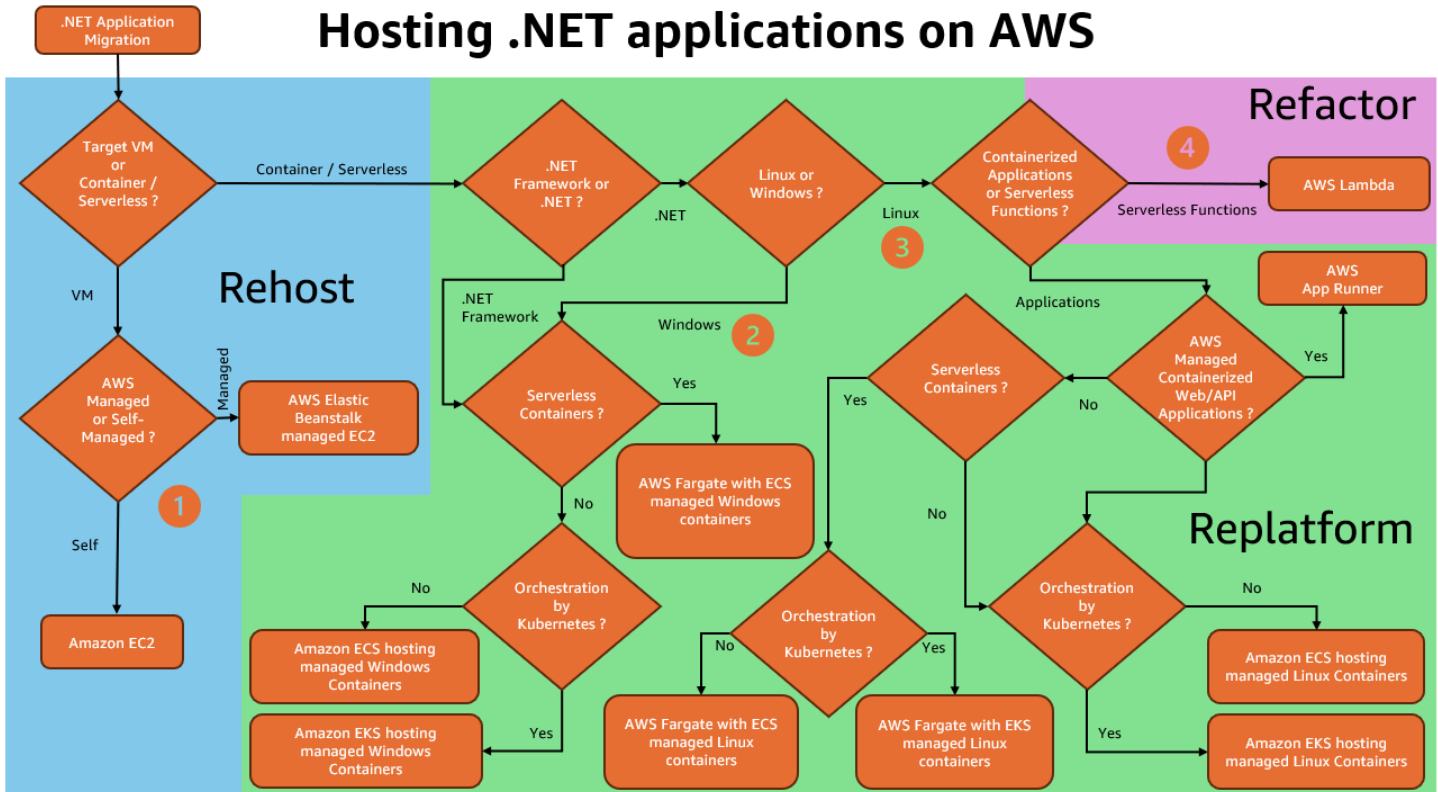 .NET Application
Migration
Hosting .NET applications on AWS
Refactor
Target VM
or
Container /
Serverless ?
Container / Serverless
.NET
Framework or
.NET ?
.NET
Linux or
Windows ?
Linux
3
Containerized
Applications
or Serverless
Functions ?
4
Serverless Functions
AWS Lambda
VM
Rehost
.NET
Framework
Windows
2
Applications
AWS
App Runner
AWS
Managed
or Self-
Managed ?
Managed
AWS Elastic
Beanstalk
managed EC2
Serverless
Containers ?
Yes
AWS Fargate with ECS
managed Windows
containers
Serverless
Containers ?
Yes
No
AWS
Managed
Containerized
Web/API
Applications ?
Yes
1
Self
Amazon EC2
No
No
Replatform
No
Orchestration
by
Kubernetes ?
Orchestration
by
Kubernetes ?
Orchestration
by
Kubernetes ?
No
Amazon ECS hosting
managed Windows
Containers
No
Yes
Amazon ECS hosting
managed Linux Containers
Amazon EKS hosting
managed Windows
Containers
Yes
AWS Fargate with ECS
managed Linux
containers
AWS Fargate with EKS
managed Linux
containers
Yes
Amazon EKS hosting
managed Linux Containers